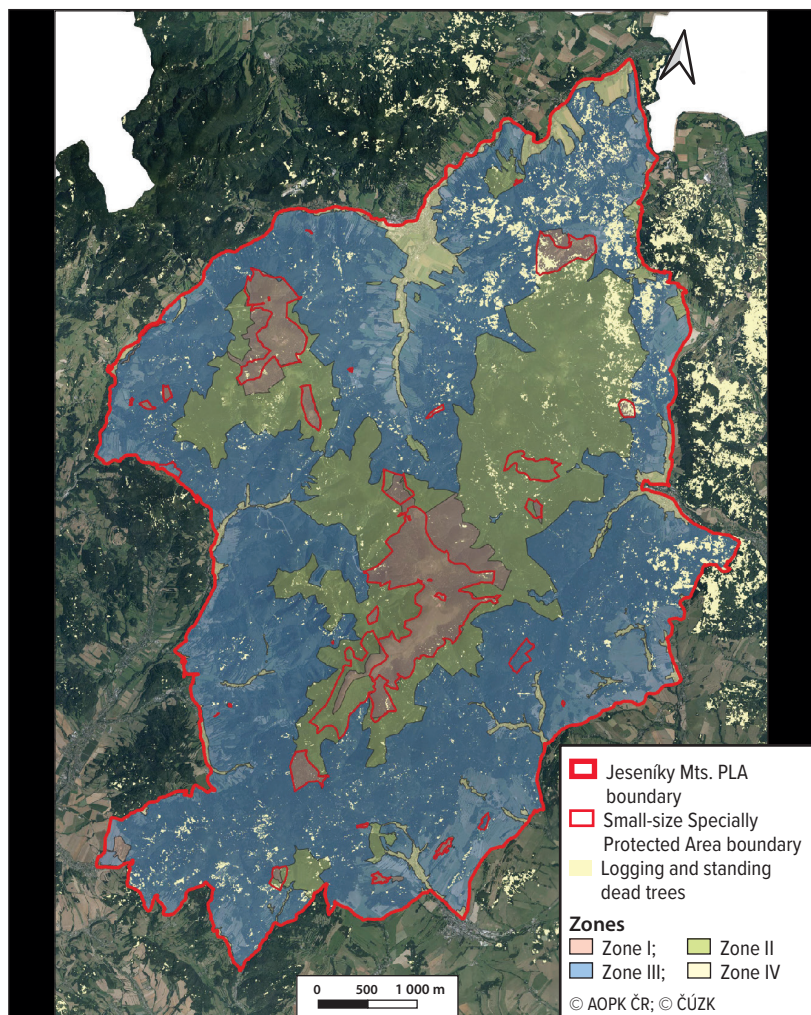 Jeseníky Mts. PLA
boundary
Small-size Specially
Protected Area boundary
Logging and standing
dead trees
Zones
Zone I; Zone II
Zone III; Zone IV
0 500 1 000 m
© AOPK ČR; © ČÚZK